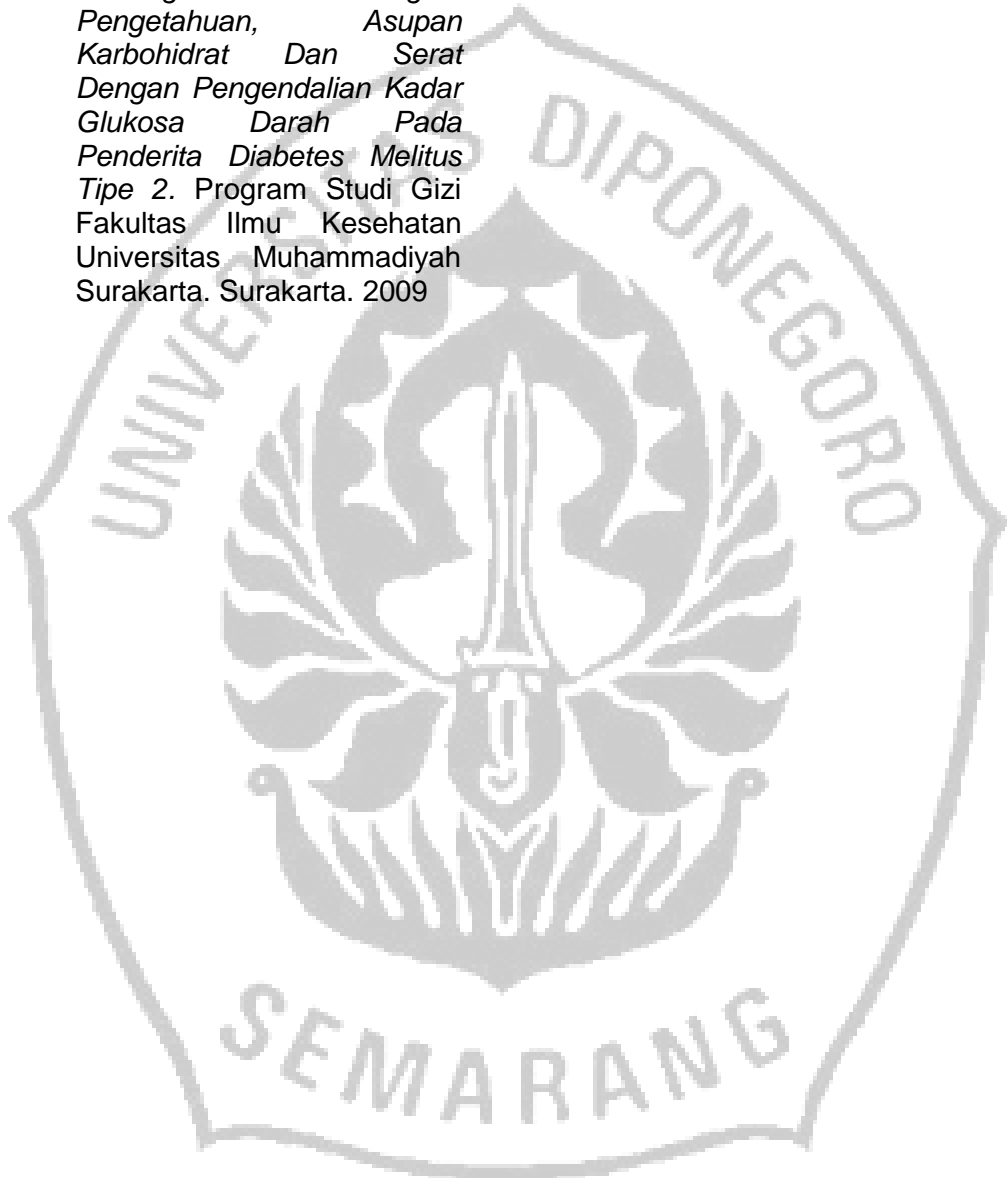 Pengetahuan, Asupan
Karbohidrat Dan Serat
Dengan Pengendalian Kadar
Glukosa Darah Pada
Penderita Diabetes Melitus
Tipe 2. Program Studi Gizi
Fakultas Ilmu Kesehatan
Universitas Muhammadiyah
Surakarta. Surakarta. 2009
UNIVERSITAS DIPONEGORO
SEMARANG